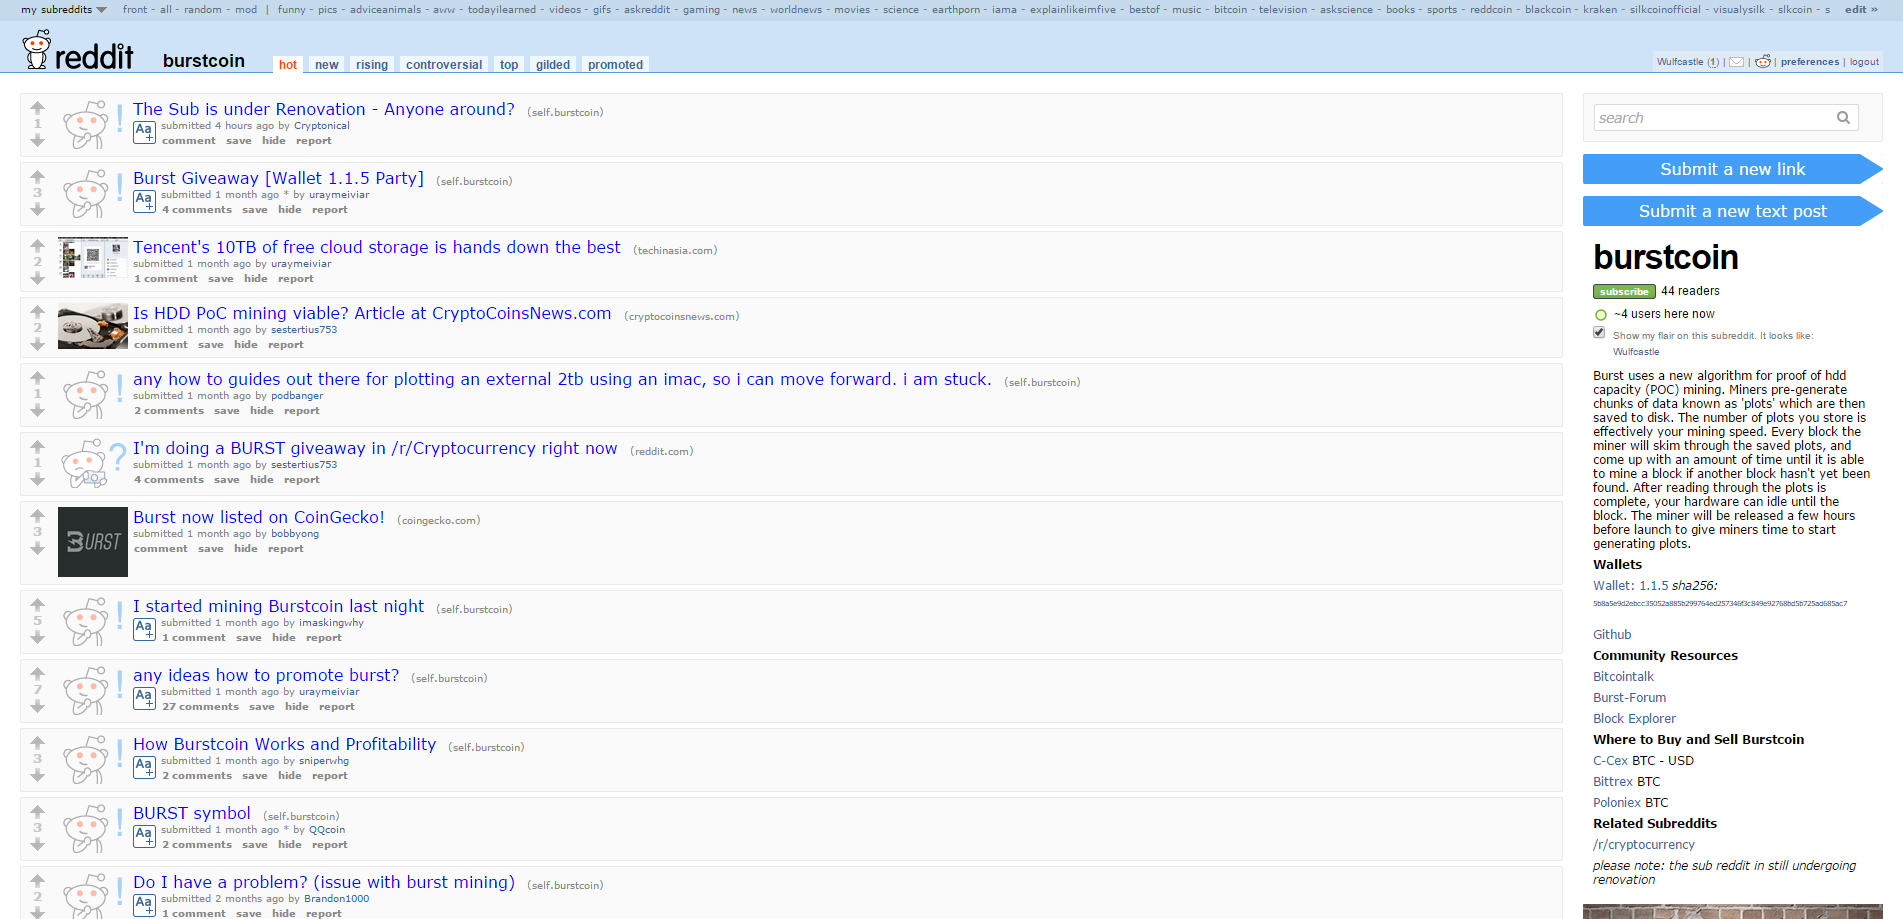 my subreddits front - all - random - mod | funny - pics - adviceanimals - aww - todayilearned - videos - gifs - askreddit - gaming - news - worldnews - movies - science - earthporn - iama - explainlikeimfive - bestof - music - bitcoin - television - askscience - books - sports - reddcoin - blackcoin - kraken - silkcoinofficial - visualysilk - slkcoin - s edit »
reddit burstcoin hot new rising controversial top gilded promoted
Wulfcastle (1) | | | preferences | logout
1
The Sub is under Renovation - Anyone around? (self.burstcoin)
Aa+ submitted 4 hours ago by Cryptonical
comment save hide report
3
Burst Giveaway [Wallet 1.1.5 Party] (self.burstcoin)
Aa+ submitted 1 month ago * by uraymeiviar
4 comments save hide report
2
Tencent's 10TB of free cloud storage is hands down the best (techinasia.com)
submitted 1 month ago by uraymeiviar
1 comment save hide report
2
Is HDD PoC mining viable? Article at CryptoCoinsNews.com (cryptocoinsnews.com)
submitted 1 month ago by sestertius753
comment save hide report
1
any how to guides out there for plotting an external 2tb using an imac, so i can move forward. i am stuck. (self.burstcoin)
submitted 1 month ago by podbanger
2 comments save hide report
1
I'm doing a BURST giveaway in /r/Cryptocurrency right now (reddit.com)
submitted 1 month ago by sestertius753
4 comments save hide report
3
BURST
Burst now listed on CoinGecko! (coingecko.com)
submitted 1 month ago by bobbyong
comment save hide report
5
I started mining Burstcoin last night (self.burstcoin)
Aa+ submitted 1 month ago by imaskingwhy
1 comment save hide report
7
any ideas how to promote burst? (self.burstcoin)
Aa+ submitted 1 month ago by uraymeiviar
27 comments save hide report
3
How Burstcoin Works and Profitability (self.burstcoin)
Aa+ submitted 1 month ago by sniperwhg
2 comments save hide report
3
BURST symbol (self.burstcoin)
Aa+ submitted 1 month ago * by QQcoin
2 comments save hide report
2
Do I have a problem? (issue with burst mining) (self.burstcoin)
Aa+ submitted 2 months ago by Brandon1000
1 comment save hide report
search
Submit a new link
Submit a new text post
burstcoin
subscribe 44 readers
~4 users here now
Show my flair on this subreddit. It looks like:
Wulfcastle
Burst uses a new algorithm for proof of hdd
capacity (POC) mining. Miners pre-generate
chunks of data known as 'plots' which are then
saved to disk. The number of plots you store is
effectively your mining speed. Every block the
miner will skim through the saved plots, and
come up with an amount of time until it is able
to mine a block if another block hasn't yet been
found. After reading through the plots is
complete, your hardware can idle until the
block. The miner will be released a few hours
before launch to give miners time to start
generating plots.
Wallets
Wallet: 1.1.5 sha256:
5b8a5e9d2ebcc35052a885b299764ed257346f3c849e92768bd5b725ad685ac7
Github
Community Resources
Bitcointalk
Burst-Forum
Block Explorer
Where to Buy and Sell Burstcoin
C-Cex BTC - USD
Bittrex BTC
Poloniex BTC
Related Subreddits
/r/cryptocurrency
please note: the sub reddit in still undergoing
renovation